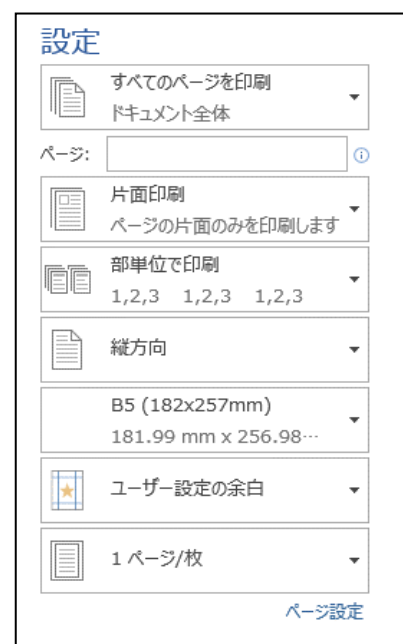 設定
すべてのページを印刷
ドキュメント全体
ページ:
片面印刷
ページの片面のみを印刷します
部単位で印刷
1,2,3 1,2,3 1,2,3
縦方向
B5 (182x257mm)
181.99 mm x 256.98…
ユーザー設定の余白
1 ページ/枚
ページ設定